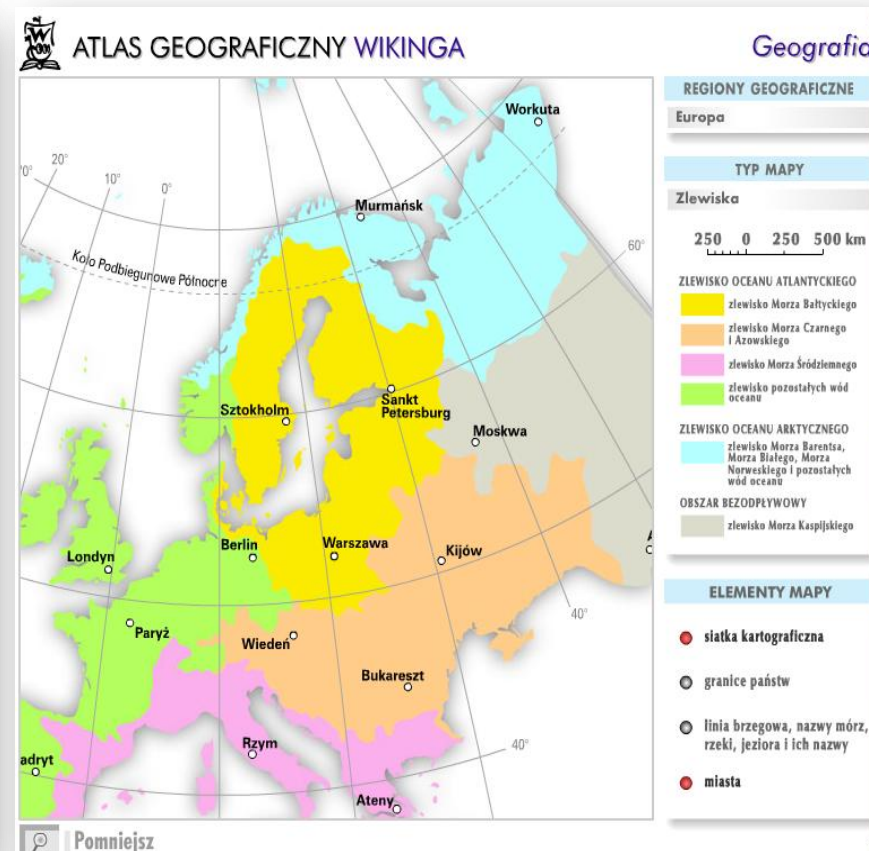 ATLAS GEOGRAFICZNY WIKINGA
Geografia
Workuta
20°
10°
0°
Murmańsk
60°
Koło Podbiegunowe Północne
Sztokholm
Sankt
Petersburg
Moskwa
Berlin
Warszawa
Kijów
Londyn
40°
Paryż
Wiedeń
Bukareszt
Rzym
40°
adryt
Ateny
Pomniejsz
REGIONY GEOGRAFICZNE
Europa
TYP MAPY
Zlewiska
250 0 250 500 km
ZLEWISKO OCEANU ATLANTYCKIEGO
zlewisko Morza Bałtyckiego
zlewisko Morza Czarnego
i Azowskiego
zlewisko Morza Śródziemnego
zlewisko pozostałych wód
oceanu
ZLEWISKO OCEANU ARKTYCZNEGO
zlewisko Morza Barentsa,
Morza Białego, Morza
Norweskiego i pozostałych
wód oceanu
OBSZAR BEZODPŁYWOWY
zlewisko Morza Kaspijskiego
ELEMENTY MAPY
siatka kartograficzna
granice państw
linia brzegowa, nazwy mórz,
rzeki, jeziora i ich nazwy
miasta